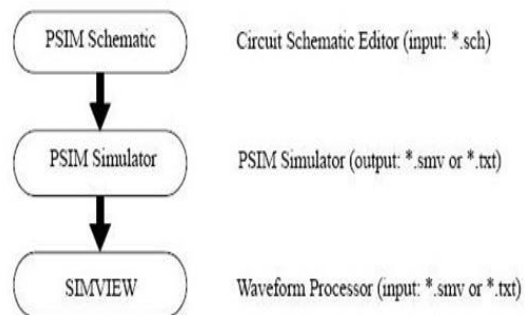 PSIM Schematic Circuit Schematic Editor (input: *.sch)
PSIM Simulator PSIM Simulator (output: *.smv or *.txt)
SIMVIEW Waveform Processor (input: *.smv or *.txt)